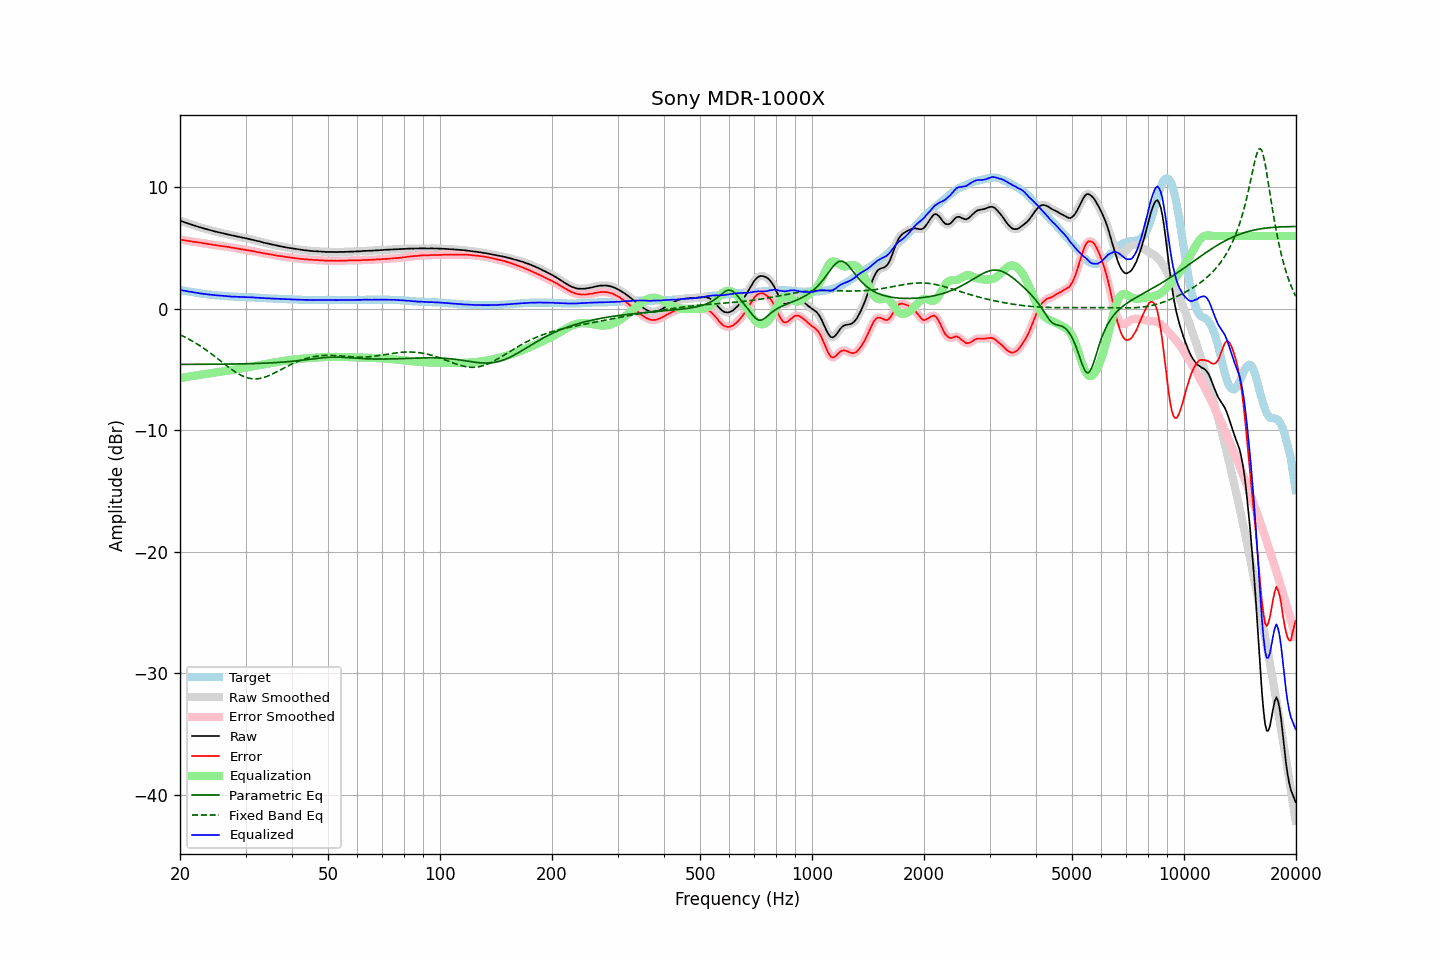 Sony MDR-1000X
Amplitude (dBr)
10
0
−10
−20
−30
−40
Target
Raw Smoothed
Error Smoothed
Raw
Error
Equalization
Parametric Eq
Fixed Band Eq
Equalized
20 50 100 200 500 1000 2000 5000 10000 20000
Frequency (Hz)